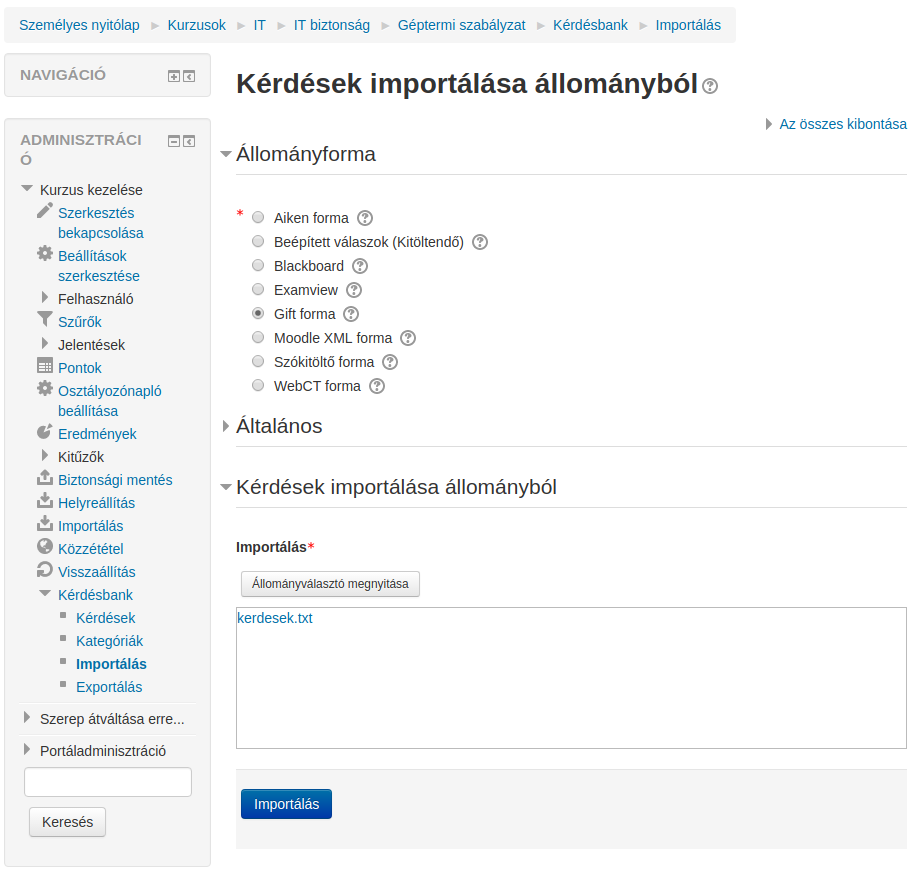 Személyes nyitólap ► Kurzusok ► IT ► IT biztonság ► Géptermi szabályzat ► Kérdésbank ► Importálás
NAVIGÁCIÓ
ADMINISZTRÁCI
Ó
Kurzus kezelése
Szerkesztés
bekapcsolása
Beállítások
szerkesztése
Felhasználó
Szűrők
Jelentések
Pontok
Osztályozónapló
beállítása
Eredmények
Kitűzők
Biztonsági mentés
Helyreállítás
Importálás
Közzététel
Visszaállítás
Kérdésbank
Kérdések
Kategóriák
Importálás
Exportálás
Szerep átváltása erre...
Portáladminisztráció
Keresés
Kérdések importálása állományból
Az összes kibontása
Állományforma
* Aiken forma
Beépített válaszok (Kitöltendő)
Blackboard
Examview
Gift forma
Moodle XML forma
Szókitöltő forma
WebCT forma
Általános
Kérdések importálása állományból
Importálás*
Állományválasztó megnyitása
kerdesek.txt
Importálás